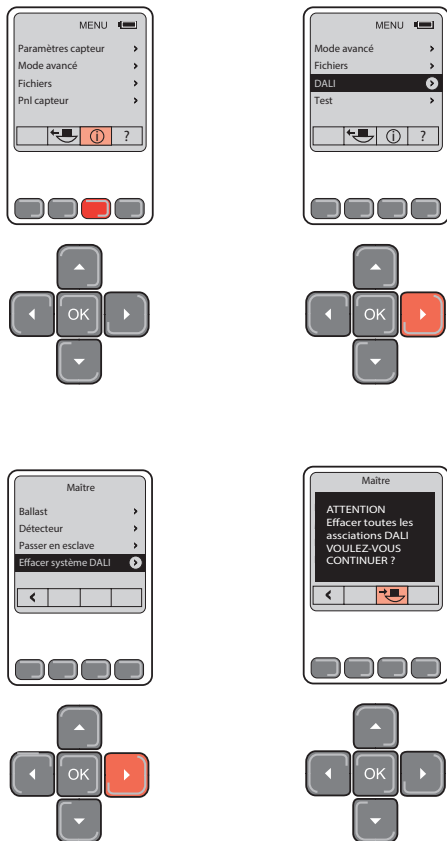 MENU
Paramètres capteur >
Mode avancé >
Fichiers >
Pnl capteur >
i ?
OK
MENU
Mode avancé >
Fichiers >
DALI >
Test >
i ?
OK
Maître
Ballast >
Détecteur >
Passer en esclave >
Effacer système DALI >
<
OK
Maître
ATTENTION
Effacer toutes les
assciations DALI
VOULEZ-VOUS
CONTINUER ?
<
OK